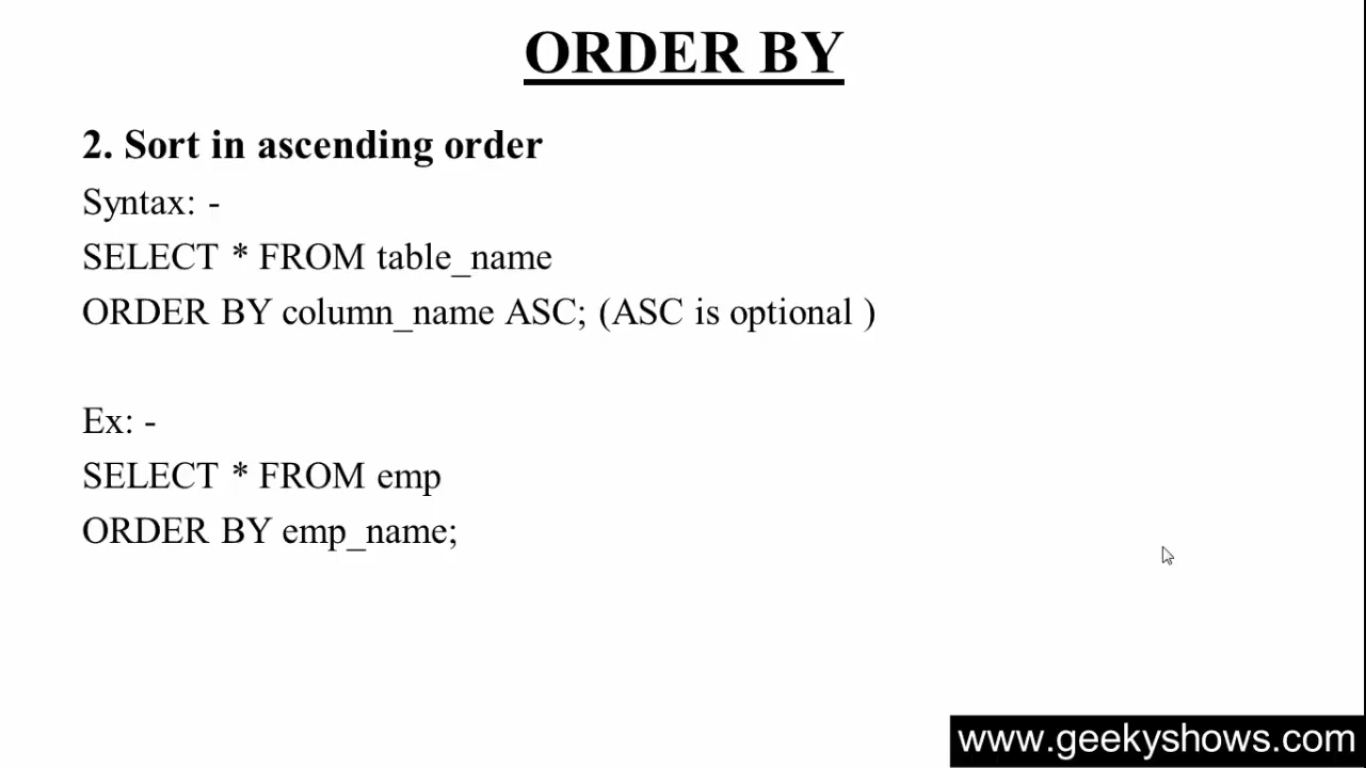 ORDER BY
2. Sort in ascending order
Syntax: -
SELECT * FROM table_name
ORDER BY column_name ASC; (ASC is optional )
Ex: -
SELECT * FROM emp
ORDER BY emp_name;
www.geekyshows.com